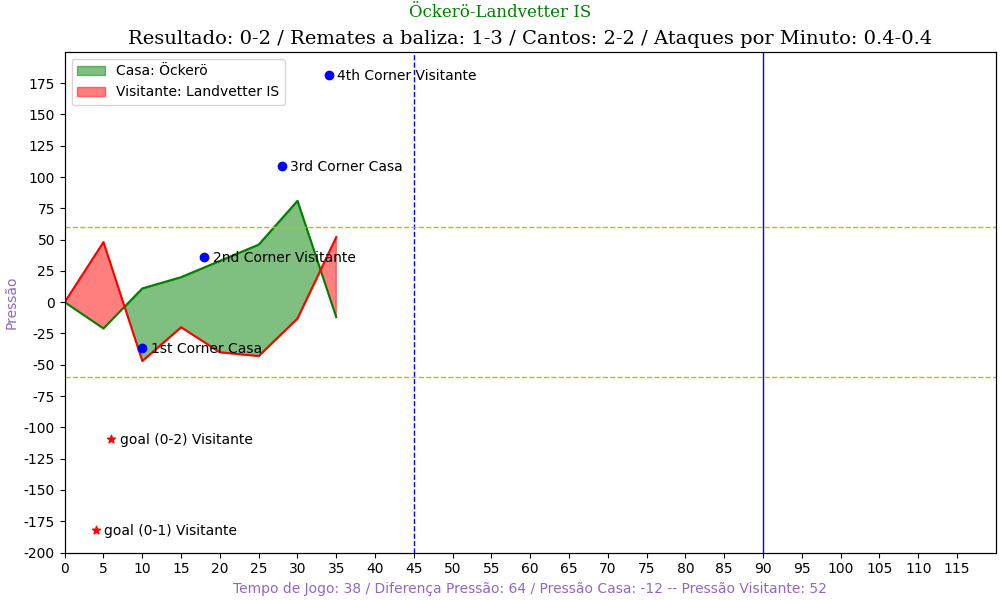 Öckerö-Landvetter IS
Resultado: 0-2 / Remates a baliza: 1-3 / Cantos: 2-2 / Ataques por Minuto: 0.4-0.4
Casa: Öckerö
Visitante: Landvetter IS
4th Corner Visitante
3rd Corner Casa
2nd Corner Visitante
1st Corner Casa
goal (0-2) Visitante
goal (0-1) Visitante
Pressão
175
150
125
100
75
50
25
0
-25
-50
-75
-100
-125
-150
-175
-200
0 5 10 15 20 25 30 35 40 45 50 55 60 65 70 75 80 85 90 95 100 105 110 115
Tempo de Jogo: 38 / Diferença Pressão: 64 / Pressão Casa: -12 -- Pressão Visitante: 52